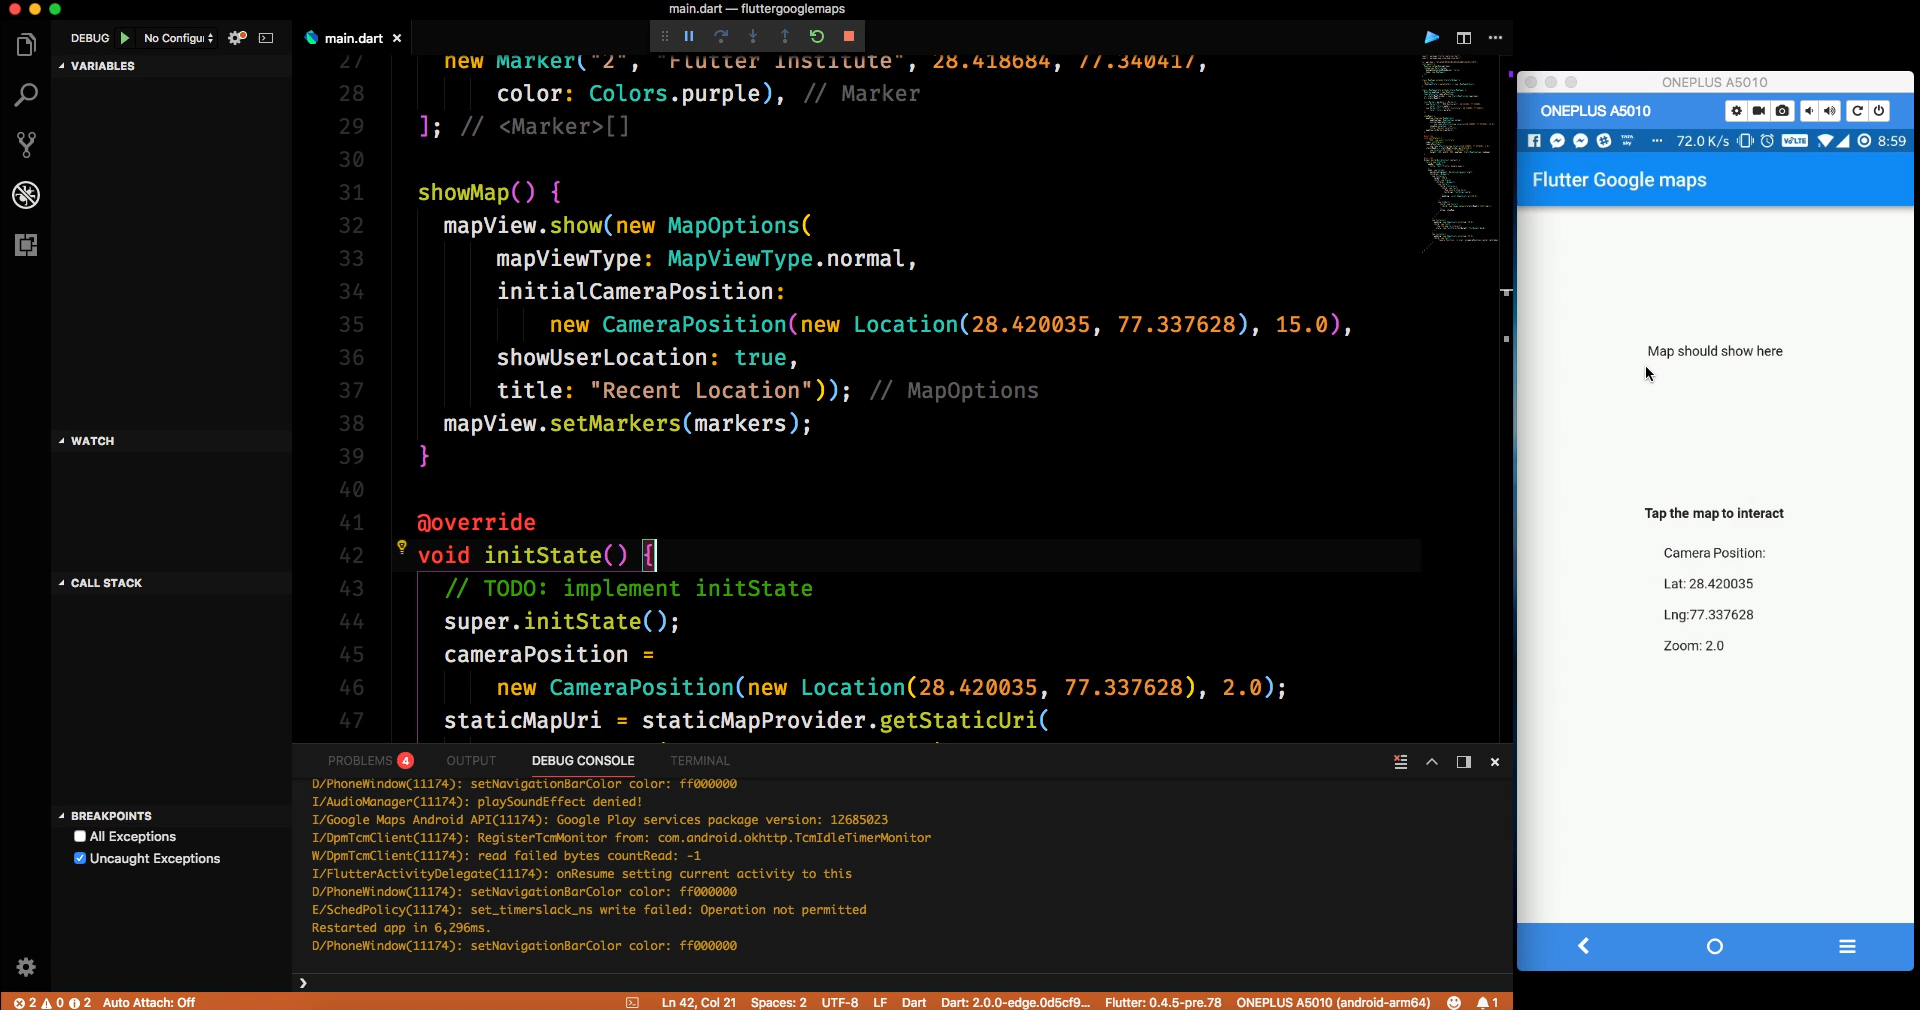 main.dart — fluttergooglemaps
DEBUG No Configur
main.dart
VARIABLES
WATCH
CALL STACK
BREAKPOINTS
All Exceptions
Uncaught Exceptions
27 new Marker("2", "Flutter Institute", 28.418684, 77.340417,
28 color: Colors.purple), // Marker
29 ]; // <Marker>[]
30
31 showMap() {
32 mapView.show(new MapOptions(
33 mapViewType: MapViewType.normal,
34 initialCameraPosition:
35 new CameraPosition(new Location(28.420035, 77.337628), 15.0),
36 showUserLocation: true,
37 title: "Recent Location")); // MapOptions
38 mapView.setMarkers(markers);
39 }
40
41 @override
42 void initState() {
43 // TODO: implement initState
44 super.initState();
45 cameraPosition =
46 new CameraPosition(new Location(28.420035, 77.337628), 2.0);
47 staticMapUri = staticMapProvider.getStaticUri(
PROBLEMS 4 OUTPUT DEBUG CONSOLE TERMINAL
D/PhoneWindow(11174): setNavigationBarColor color: ff000000
I/AudioManager(11174): playSoundEffect denied!
I/Google Maps Android API(11174): Google Play services package version: 12685023
I/DpmTcmClient(11174): RegisterTcmMonitor from: com.android.okhttp.TcmIdleTimerMonitor
W/DpmTcmClient(11174): read failed bytes countRead: -1
I/FlutterActivityDelegate(11174): onResume setting current activity to this
D/PhoneWindow(11174): setNavigationBarColor color: ff000000
E/SchedPolicy(11174): set_timerslack_ns write failed: Operation not permitted
Restarted app in 6,296ms.
D/PhoneWindow(11174): setNavigationBarColor color: ff000000
2 0 2 Auto Attach: Off Ln 42, Col 21 Spaces: 2 UTF-8 LF Dart Dart: 2.0.0-edge.0d5cf9... Flutter: 0.4.5-pre.78 ONEPLUS A5010 (android-arm64) 1
ONEPLUS A5010
ONEPLUS A5010
72.0 K/s VoLTE 8:59
Flutter Google maps
Map should show here
Tap the map to interact
Camera Position:
Lat: 28.420035
Lng:77.337628
Zoom: 2.0